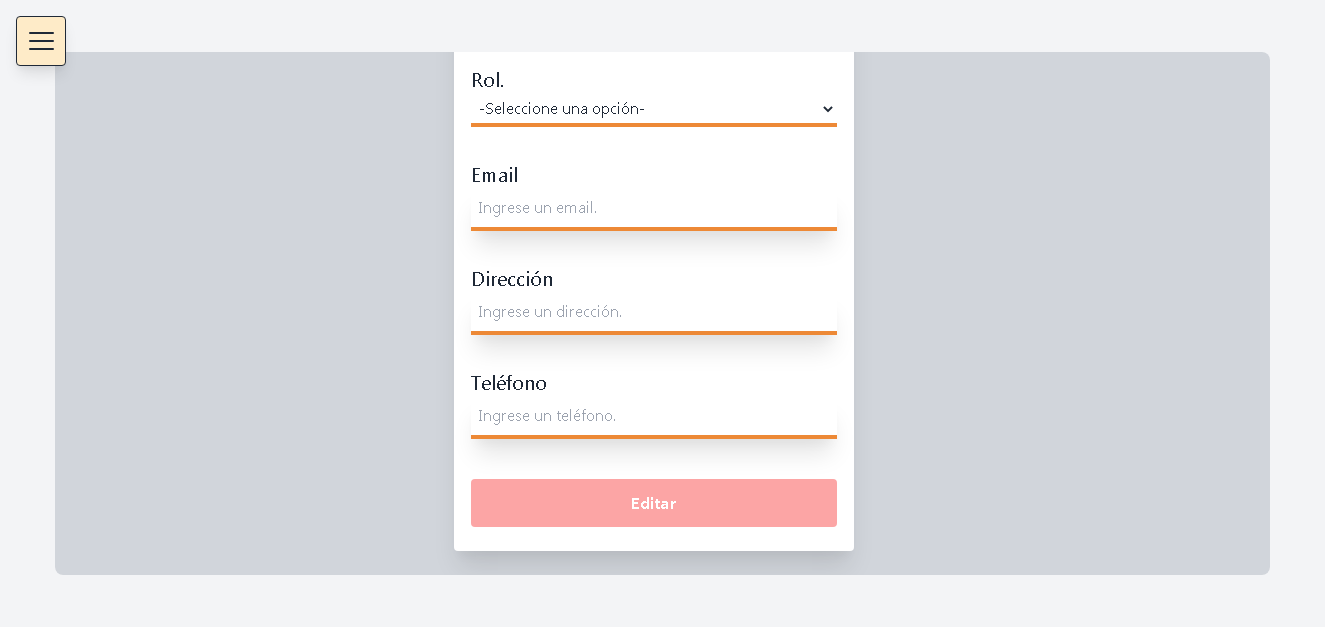 Rol.
-Seleccione una opción-
Email
Ingrese un email.
Dirección
Ingrese un dirección.
Teléfono
Ingrese un teléfono.
Editar